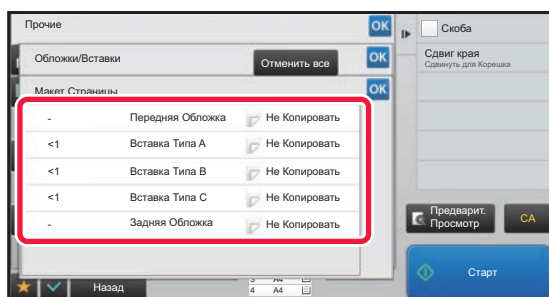 Прочие
OK
Обложки/Вставки
Отменить все
OK
Макет Страницы
OK
- Передняя Обложка Не Копировать
<1 Вставка Типа A Не Копировать
<1 Вставка Типа B Не Копировать
<1 Вставка Типа C Не Копировать
- Задняя Обложка Не Копировать
Назад
3 A4
4 A4
Скоба
Сдвиг края
Сдвинуть для Корешка
Предварит.
Просмотр
CA
Старт